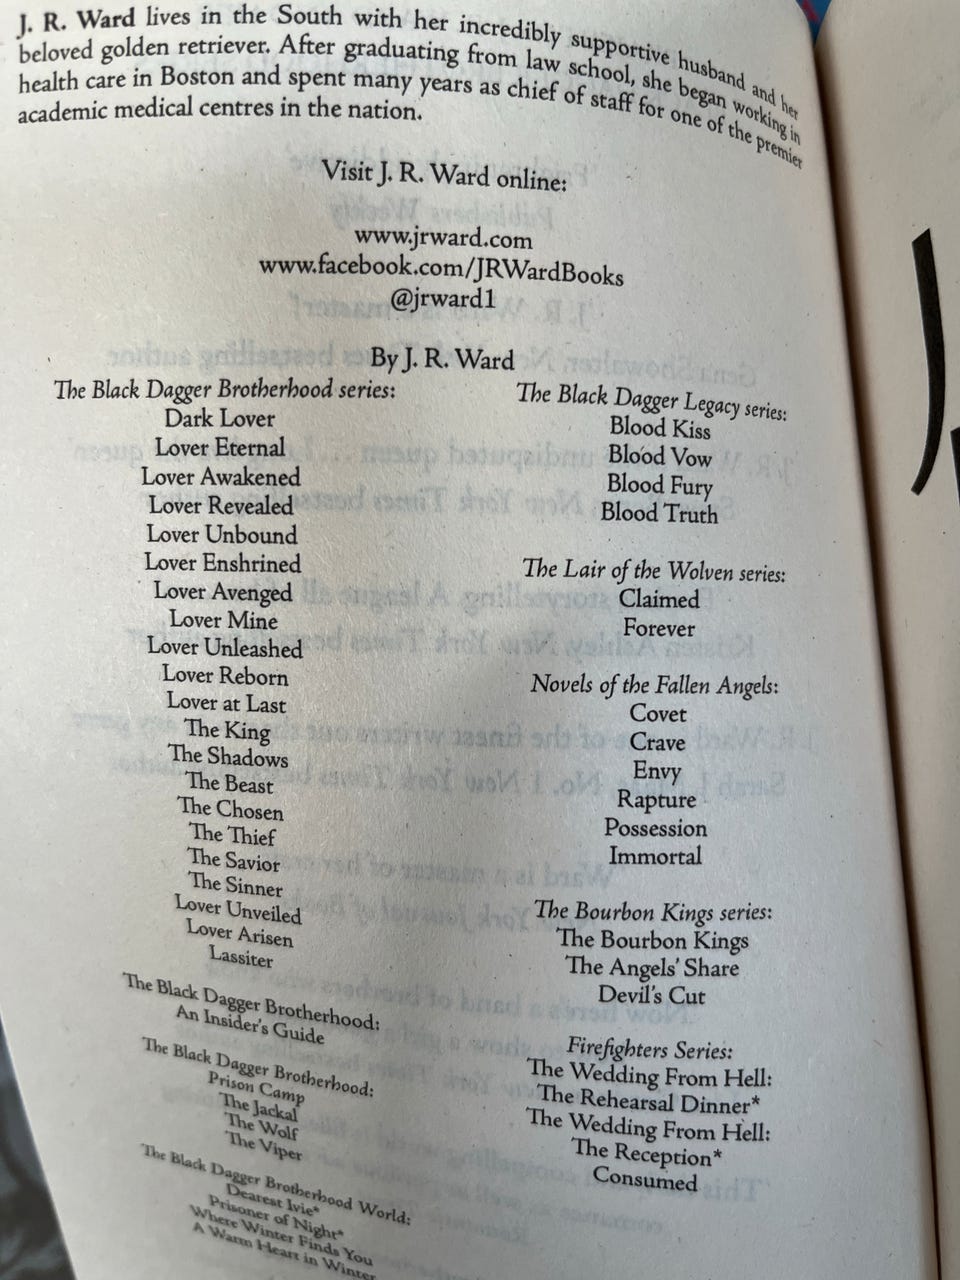 J. R. Ward lives in the South with her incredibly supportive husband and her
beloved golden retriever. After graduating from law school, she began working in
health care in Boston and spent many years as chief of staff for one of the premier
academic medical centres in the nation.
Visit J. R. Ward online:
www.jrward.com
www.facebook.com/JRWardBooks
@jrward1
By J. R. Ward
The Black Dagger Brotherhood series:
Dark Lover
Lover Eternal
Lover Awakened
Lover Revealed
Lover Unbound
Lover Enshrined
Lover Avenged
Lover Mine
Lover Unleashed
Lover Reborn
Lover at Last
The King
The Shadows
The Beast
The Chosen
The Thief
The Savior
The Sinner
Lover Unveiled
Lover Arisen
Lassiter
The Black Dagger Brotherhood:
An Insider's Guide
The Black Dagger Brotherhood:
Prison Camp
The Jackal
The Wolf
The Viper
The Black Dagger Brotherhood World:
Dearest Ivie*
Prisoner of Night*
Where Winter Finds You
A Warm Heart in Winter
The Black Dagger Legacy series:
Blood Kiss
Blood Vow
Blood Fury
Blood Truth
The Lair of the Wolven series:
Claimed
Forever
Novels of the Fallen Angels:
Covet
Crave
Envy
Rapture
Possession
Immortal
The Bourbon Kings series:
The Bourbon Kings
The Angels' Share
Devil's Cut
Firefighters Series:
The Wedding From Hell:
The Rehearsal Dinner*
The Wedding From Hell:
The Reception*
Consumed